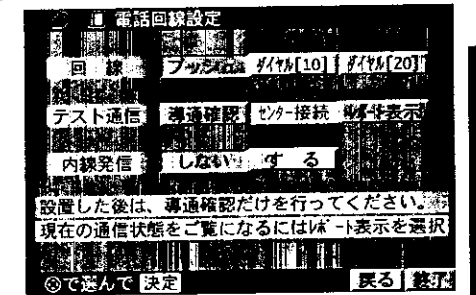 電話回線設定
回 線 プッシュ ダイヤル[10] ダイヤル[20]
テスト通信 導通確認 センター接続 レポート表示
内線発信 しない す る
設置した後は、導通確認だけを行ってください。
現在の通信状態をご覧になるにはレポート表示を選択
で選んで 決定 戻る 終了